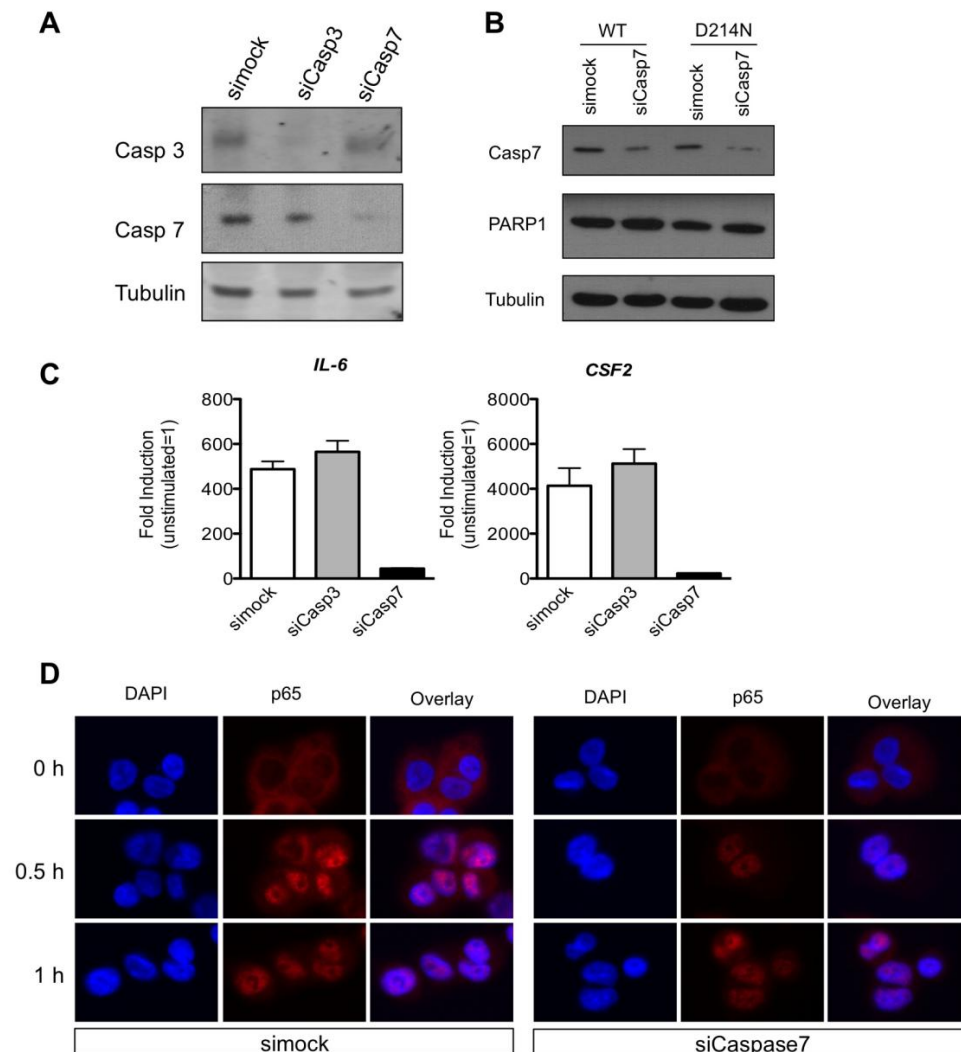 A
simock
siCasp3
siCasp7
Casp 3
Casp 7
Tubulin
B
WT
D214N
simock
siCasp7
simock
siCasp7
Casp7
PARP1
Tubulin
C
IL-6
Fold Induction
(unstimulated=1)
800
600
400
200
0
simock
siCasp3
siCasp7
CSF2
Fold Induction
(unstimulated=1)
8000
6000
4000
2000
0
simock
siCasp3
siCasp7
D
DAPI
p65
Overlay
DAPI
p65
Overlay
0 h
0.5 h
1 h
simock
siCaspase7